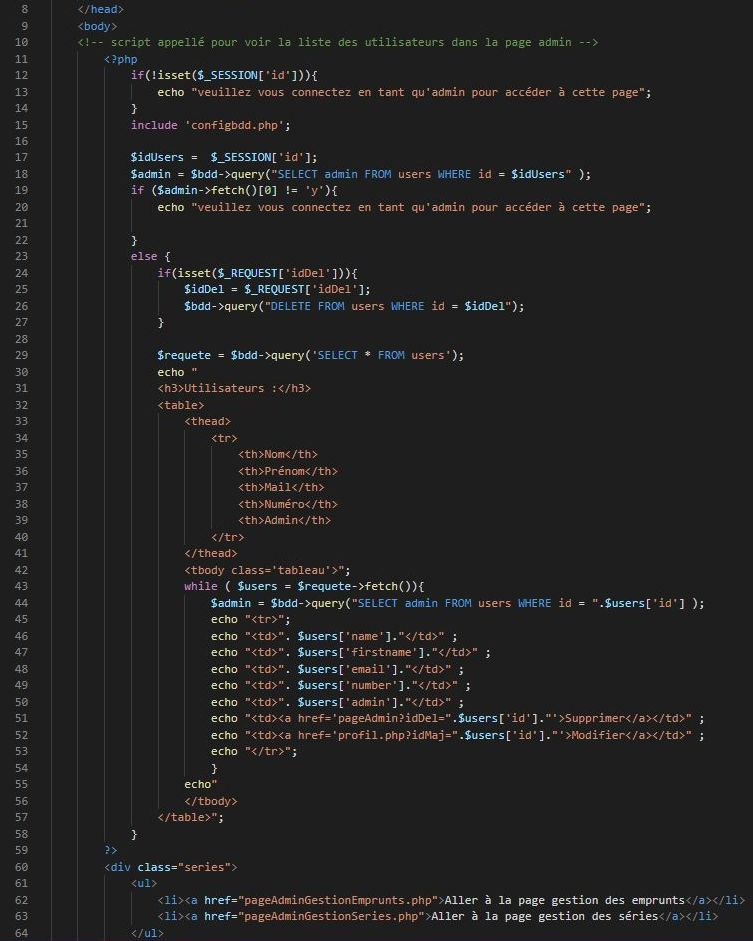 8 </head>
9 <body>
10 <!-- script appellé pour voir la liste des utilisateurs dans la page admin -->
11 <?php
12 if(!isset($_SESSION['id'])){
13 echo "veuillez vous connectez en tant qu'admin pour accéder à cette page";
14 }
15 include 'configbdd.php';
16
17 $idUsers =  $_SESSION['id'];
18 $admin = $bdd->query("SELECT admin FROM users WHERE id = $idUsers" );
19 if ($admin->fetch()[0] != 'y'){
20 echo "veuillez vous connectez en tant qu'admin pour accéder à cette page";
21
22 }
23 else {
24 if(isset($_REQUEST['idDel'])){
25 $idDel = $_REQUEST['idDel'];
26 $bdd->query("DELETE FROM users WHERE id = $idDel");
27 }
28
29 $requete = $bdd->query('SELECT * FROM users');
30 echo "
31 <h3>Utilisateurs :</h3>
32 <table>
33 <thead>
34 <tr>
35 <th>Nom</th>
36 <th>Prénom</th>
37 <th>Mail</th>
38 <th>Numéro</th>
39 <th>Admin</th>
40 </tr>
41 </thead>
42 <tbody class='tableau'>";
43 while ( $users = $requete->fetch()){
44 $admin = $bdd->query("SELECT admin FROM users WHERE id = ".$users['id'] );
45 echo "<tr>";
46 echo "<td>". $users['name']."</td>" ;
47 echo "<td>". $users['firstname']."</td>" ;
48 echo "<td>". $users['email']."</td>" ;
49 echo "<td>". $users['number']."</td>" ;
50 echo "<td>". $users['admin']."</td>" ;
51 echo "<td><a href='pageAdmin?idDel=".$users['id']."'>Supprimer</a></td>" ;
52 echo "<td><a href='profil.php?idMaj=".$users['id']."'>Modifier</a></td>" ;
53 echo "</tr>";
54 }
55 echo"
56 </tbody>
57 </table>";
58 }
59 ?>
60 <div class="series">
61 <ul>
62 <li><a href="pageAdminGestionEmprunts.php">Aller à la page gestion des emprunts</a></li>
63 <li><a href="pageAdminGestionSeries.php">Aller à la page gestion des séries</a></li>
64 </ul>